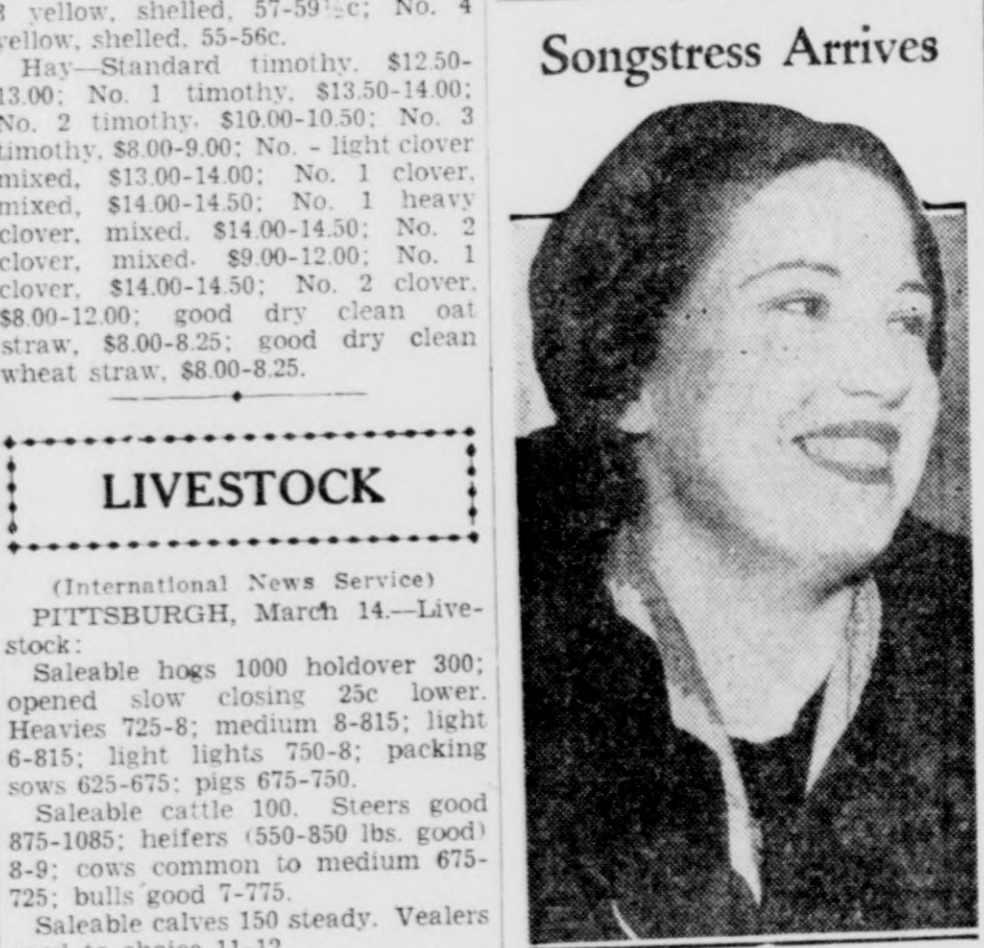 3 yellow, shelled, 57-59½c; No. 4
yellow, shelled, 55-56c.
Hay—Standard timothy, $12.50-
13.00; No. 1 timothy, $13.50-14.00;
No. 2 timothy, $10.00-10.50; No. 3
timothy, $8.00-9.00; No. - light clover
mixed, $13.00-14.00; No. 1 clover,
mixed, $14.00-14.50; No. 1 heavy
clover, mixed, $14.00-14.50; No. 2
clover, mixed, $9.00-12.00; No. 1
clover, $14.00-14.50; No. 2 clover,
$8.00-12.00; good dry clean oat
straw, $8.00-8.25; good dry clean
wheat straw, $8.00-8.25.
LIVESTOCK
(International News Service)
PITTSBURGH, March 14.—Live-
stock:
Saleable hogs 1000 holdover 300;
opened slow closing 25c lower.
Heavies 725-8; medium 8-815; light
6-815; light lights 750-8; packing
sows 625-675; pigs 675-750.
Saleable cattle 100. Steers good
875-1085; heifers (550-850 lbs. good)
8-9; cows common to medium 675-
725; bulls good 7-775.
Saleable calves 150 steady. Vealers
to choice 11-12
Songstress Arrives